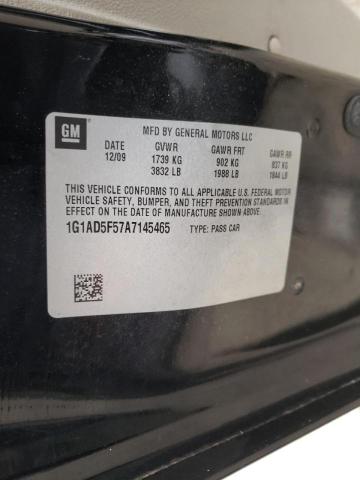 GM
MFD BY GENERAL MOTORS LLC
DATE GVWR GAWR FRT GAWR RR
12/09 1739 KG 902 KG 837 KG
3832 LB 1988 LB 1844 LB
THIS VEHICLE CONFORMS TO ALL APPLICABLE U.S. FEDERAL MOTOR
VEHICLE SAFETY, BUMPER, AND THEFT PREVENTION STANDARDS
IN EFFECT ON THE DATE OF MANUFACTURE SHOWN ABOVE.
1G1AD5F57A7145465 TYPE: PASS CAR